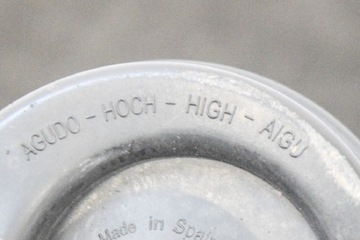 AGUDO - HOCH - HIGH - AIGU
Made in Spain